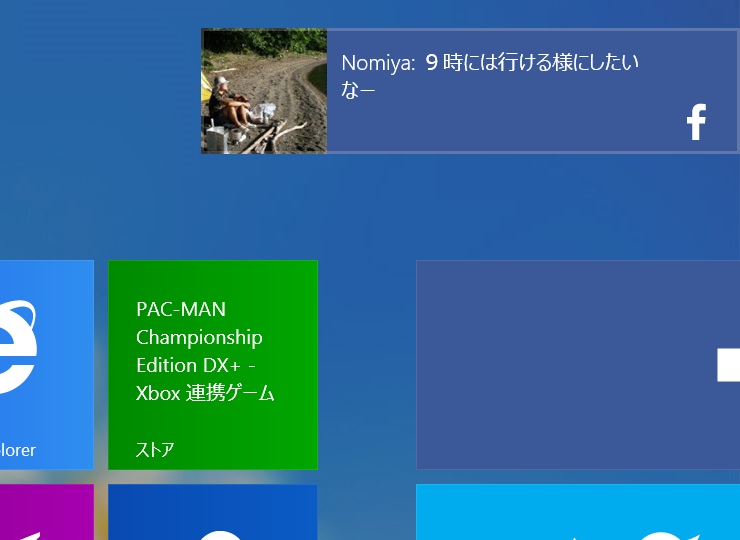 Nomiya: 9 時には行ける様にしたい
なー
PAC-MAN
Championship
Edition DX+ -
Xbox 連携ゲーム
ストア
lorer